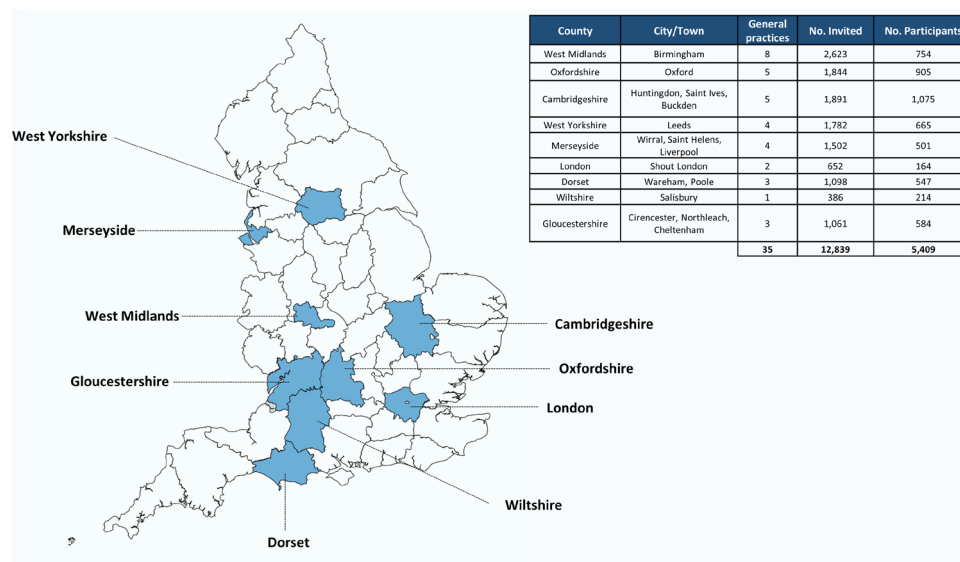 County City/Town General practices No. Invited No. Participants
West Midlands Birmingham 8 2,623 754
Oxfordshire Oxford 5 1,844 905
Cambridgeshire Huntingdon, Saint Ives, Buckden 5 1,891 1,075
West Yorkshire Leeds 4 1,782 665
Merseyside Wirral, Saint Helens, Liverpool 4 1,502 501
London Shout London 2 652 164
Dorset Wareham, Poole 3 1,098 547
Wiltshire Salisbury 1 386 214
Gloucestershire Cirencester, Northleach, Cheltenham 3 1,061 584
35 12,839 5,409
West Yorkshire
Merseyside
West Midlands
Cambridgeshire
Oxfordshire
Gloucestershire
London
Wiltshire
Dorset